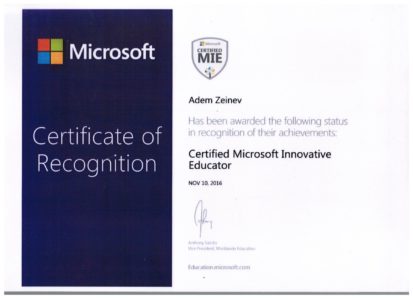 Microsoft
Certificate of
Recognition
Microsoft
CERTIFIED
MIE
Adem Zeinev
Has been awarded the following status
in recognition of their achievements:
Certified Microsoft Innovative
Educator
NOV 10, 2016
Anthony Salcito
Vice President, Worldwide Education
Education.microsoft.com